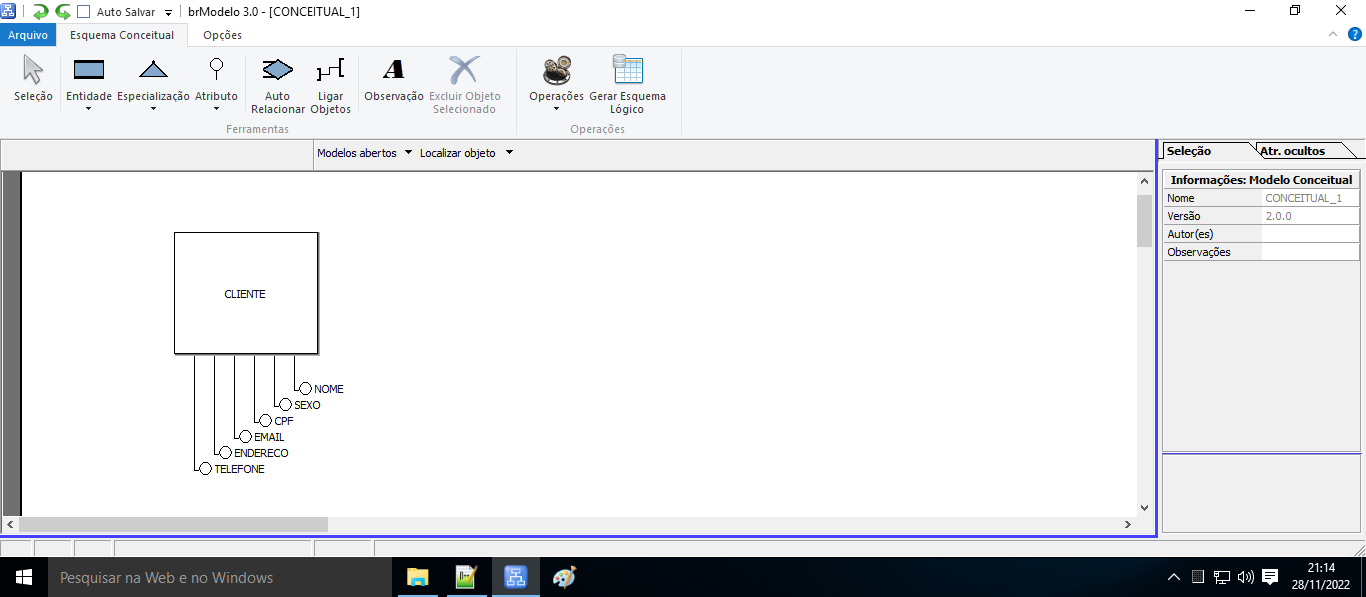 Auto Salvar
brModelo 3.0 - [CONCEITUAL_1]
Arquivo
Esquema Conceitual
Opções
Seleção
Entidade
Especialização
Atributo
Auto Relacionar
Ligar Objetos
Observação
Excluir Objeto Selecionado
Operações
Gerar Esquema Lógico
Ferramentas
Operações
Modelos abertos
Localizar objeto
Seleção
Atr. ocultos
Informações: Modelo Conceitual
Nome CONCEITUAL_1
Versão 2.0.0
Autor(es)
Observações
CLIENTE
NOME
SEXO
CPF
EMAIL
ENDERECO
TELEFONE
Pesquisar na Web e no Windows
21:14
28/11/2022